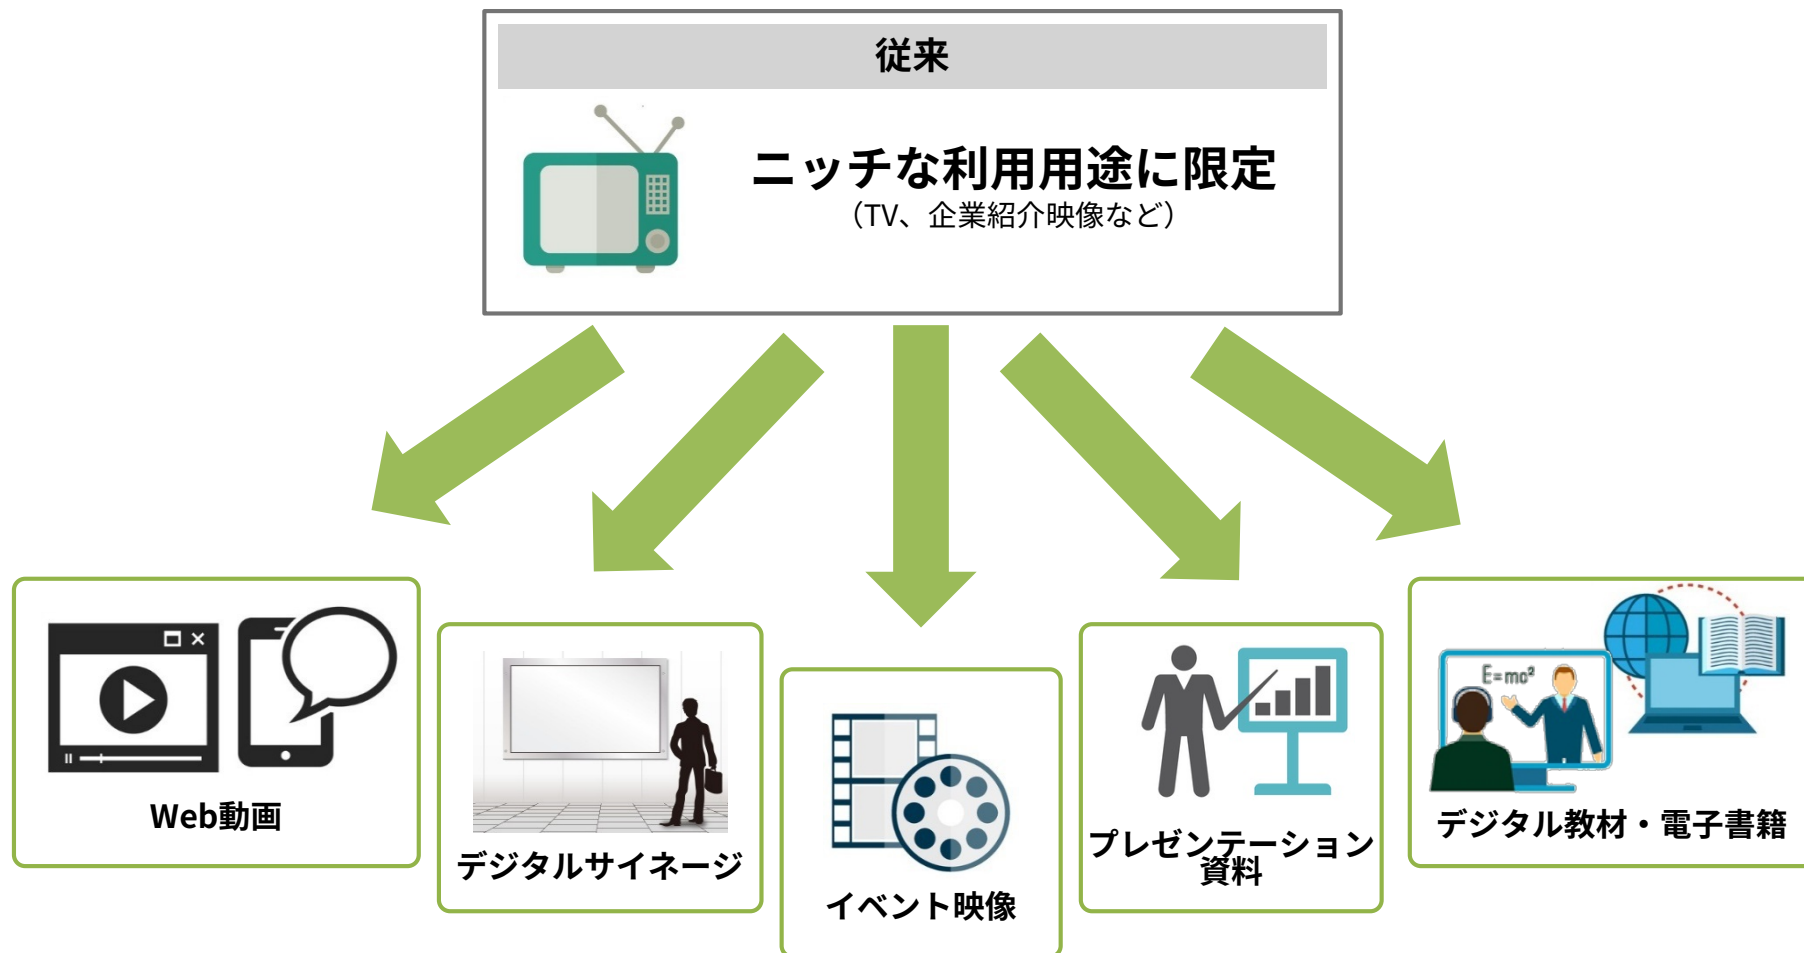 従来
ニッチな利用用途に限定
（TV、企業紹介映像など）
Web動画
デジタルサイネージ
イベント映像
プレゼンテーション
資料
E=mc²
デジタル教材・電子書籍